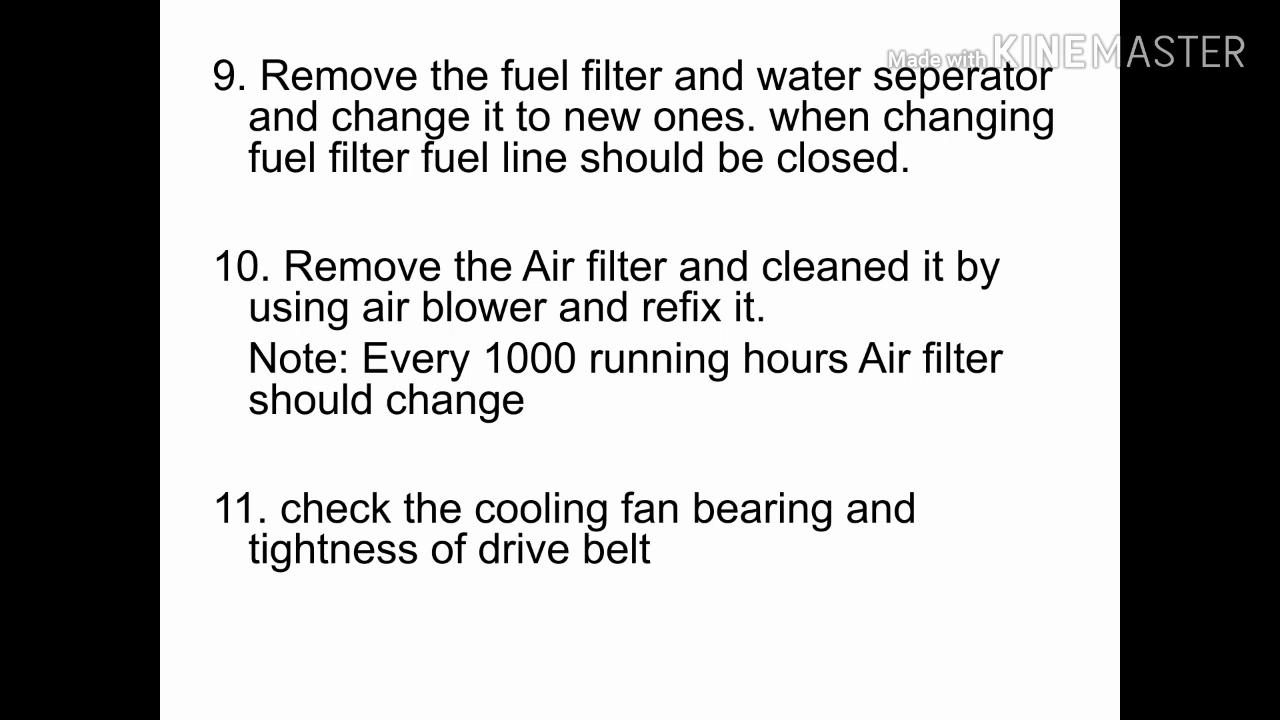 Made with KINEMASTER
9. Remove the fuel filter and water seperator
and change it to new ones. when changing
fuel filter fuel line should be closed.
10. Remove the Air filter and cleaned it by
using air blower and refix it.
Note: Every 1000 running hours Air filter
should change
11. check the cooling fan bearing and
tightness of drive belt